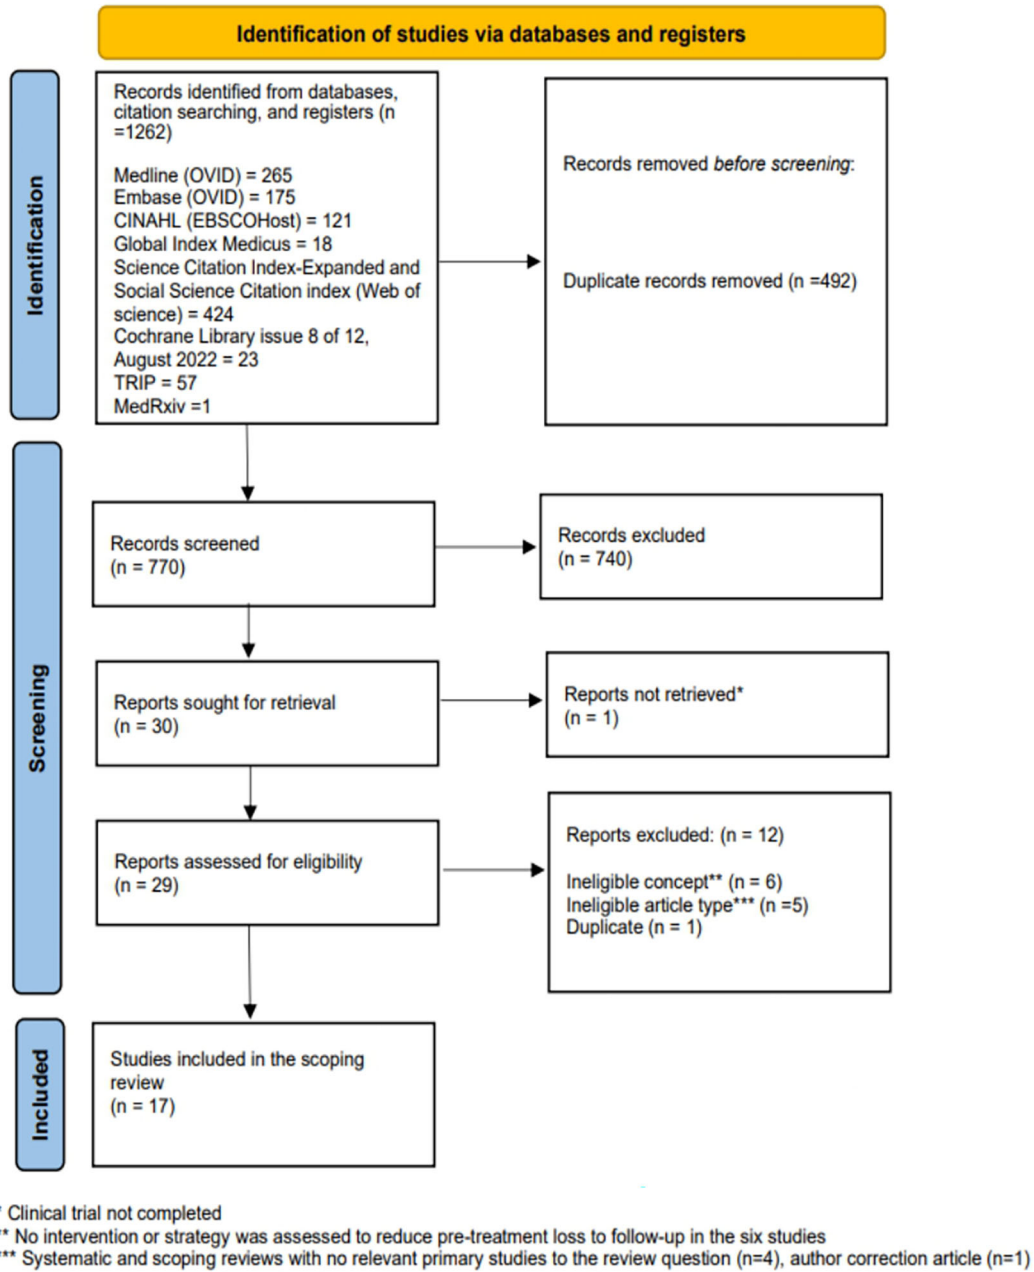 Identification of studies via databases and registers
Identification
Records identified from databases,
citation searching, and registers (n
=1262)
Medline (OVID) = 265
Embase (OVID) = 175
CINAHL (EBSCOHost) = 121
Global Index Medicus = 18
Science Citation Index-Expanded and
Social Science Citation index (Web of
science) = 424
Cochrane Library issue 8 of 12,
August 2022 = 23
TRIP = 57
MedRxiv =1
Records removed before screening:
Duplicate records removed (n =492)
Screening
Records screened
(n = 770)
Records excluded
(n = 740)
Reports sought for retrieval
(n = 30)
Reports not retrieved*
(n = 1)
Reports assessed for eligibility
(n = 29)
Reports excluded: (n = 12)
Ineligible concept** (n = 6)
Ineligible article type*** (n =5)
Duplicate (n = 1)
Included
Studies included in the scoping
review
(n = 17)
* Clinical trial not completed
** No intervention or strategy was assessed to reduce pre-treatment loss to follow-up in the six studies
*** Systematic and scoping reviews with no relevant primary studies to the review question (n=4), author correction article (n=1)